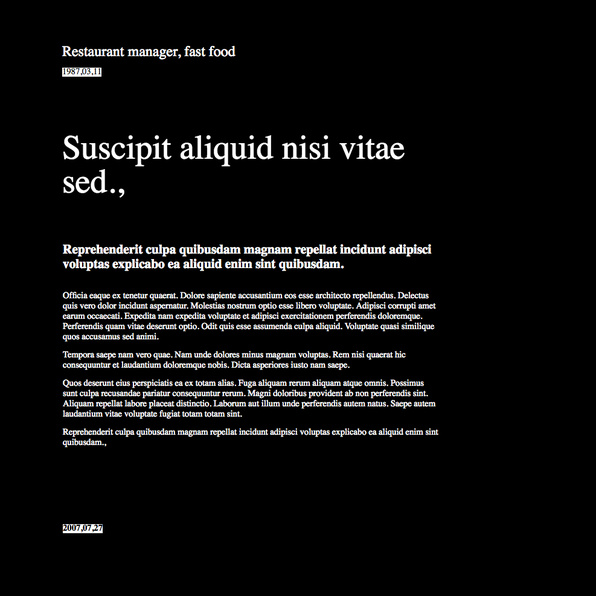 Restaurant manager, fast food
1987,03,11
Suscipit aliquid nisi vitae
sed.,
Reprehenderit culpa quibusdam magnam repellat incidunt adipisci
voluptas explicabo ea aliquid enim sint quibusdam.
Officia eaque ex tenetur quaerat. Dolore sapiente accusantium eos esse architecto repellendus. Delectus
quis vero dolor incidunt aspernatur. Molestias nostrum optio esse libero voluptate. Adipisci corrupti amet
earum occaecati. Expedita nam expedita voluptate et adipisci exercitationem perferendis doloremque.
Perferendis quam vitae deserunt optio. Odit quis esse assumenda culpa aliquid. Voluptate quasi similique
quos accusamus sed animi.
Tempora saepe nam vero quae. Nam unde dolores minus magnam voluptas. Rem nisi quaerat hic
consequuntur et laudantium doloremque nobis. Dicta asperiores iusto nam saepe.
Quos deserunt eius perspiciatis ea ex totam alias. Fuga aliquam rerum aliquam atque omnis. Possimus
sunt culpa recusandae pariatur consequuntur rerum. Magni doloribus provident ab non perferendis sint.
Aliquam repellat labore placeat distinctio. Laborum aut illum unde perferendis autem natus. Saepe autem
laudantium vitae voluptate fugiat totam totam sint.
Reprehenderit culpa quibusdam magnam repellat incidunt adipisci voluptas explicabo ea aliquid enim sint
quibusdam.,
2007,07,27